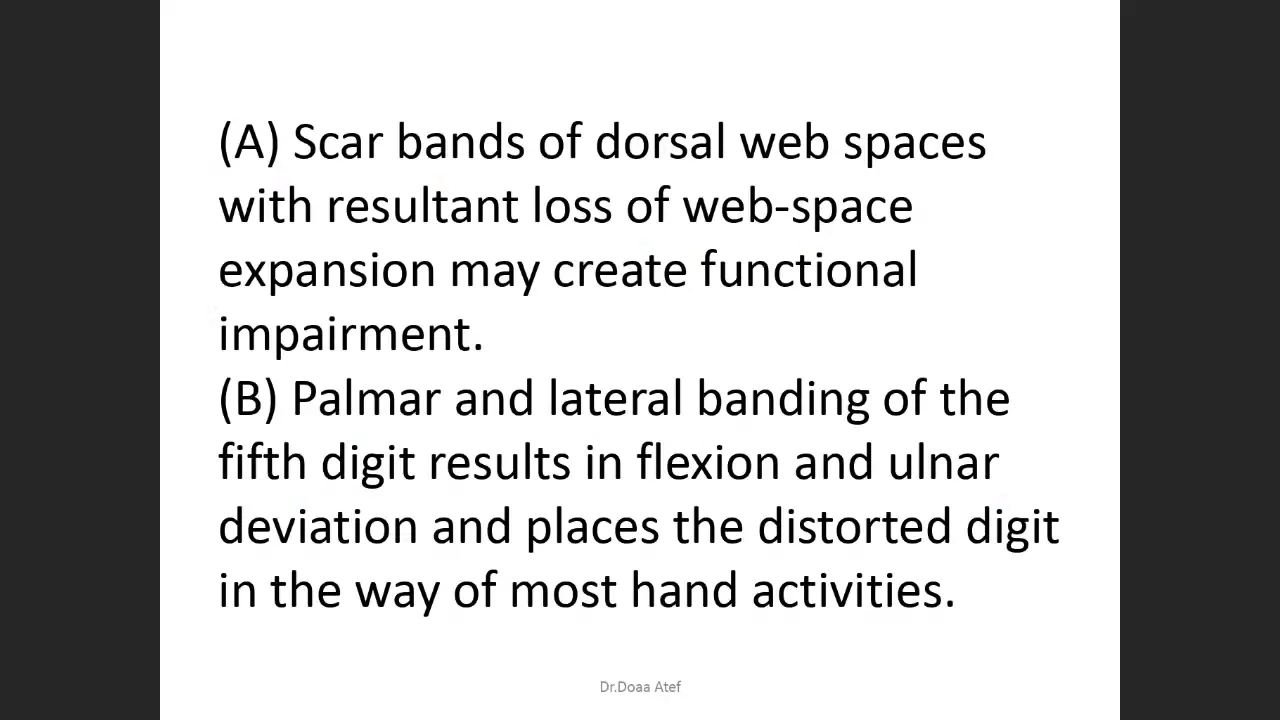 (A) Scar bands of dorsal web spaces
with resultant loss of web-space
expansion may create functional
impairment.
(B) Palmar and lateral banding of the
fifth digit results in flexion and ulnar
deviation and places the distorted digit
in the way of most hand activities.
Dr.Doaa Atef